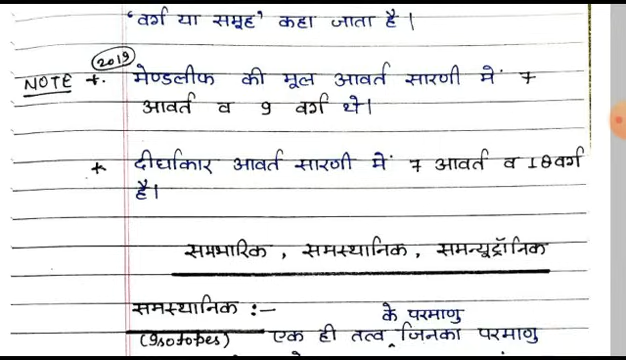 'वर्ग या समूह' कहा जाता है।
2019
NOTE *. मेण्डलीफ की मूल आवर्त सारणी में 7
आवर्त व 9 वर्ग थे।
* दीर्घाकार आवर्त सारणी में 7 आवर्त व 18 वर्ग
है।
समभारिक, समस्थानिक, समन्यूट्रॉनिक
समस्थानिक :-
के परमाणु
(Isotopes) एक ही तत्व, जिनका परमाणु